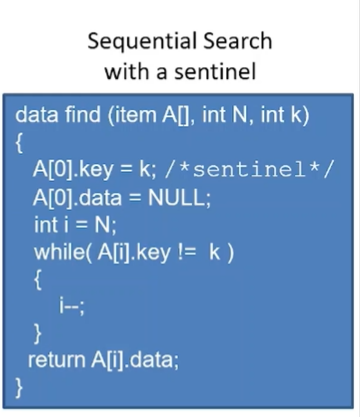 Sequential Search
with a sentinel
data find (item A[], int N, int k)
{
A[0].key = k; /*sentinel*/
A[0].data = NULL;
int i = N;
while( A[i].key !=  k )
{
i--;
}
return A[i].data;
}